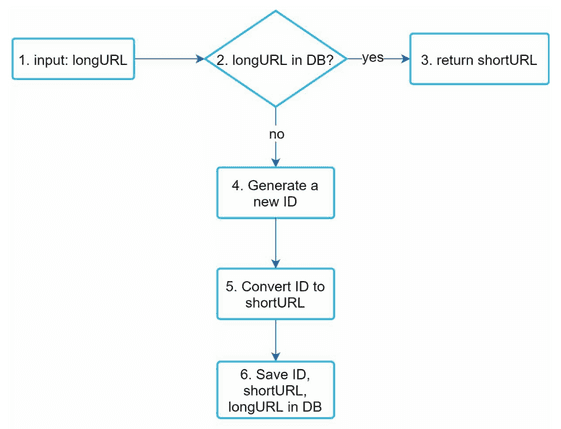 1. input: longURL
2. longURL in DB?
yes
3. return shortURL
no
4. Generate a
new ID
5. Convert ID to
shortURL
6. Save ID,
shortURL,
longURL in DB